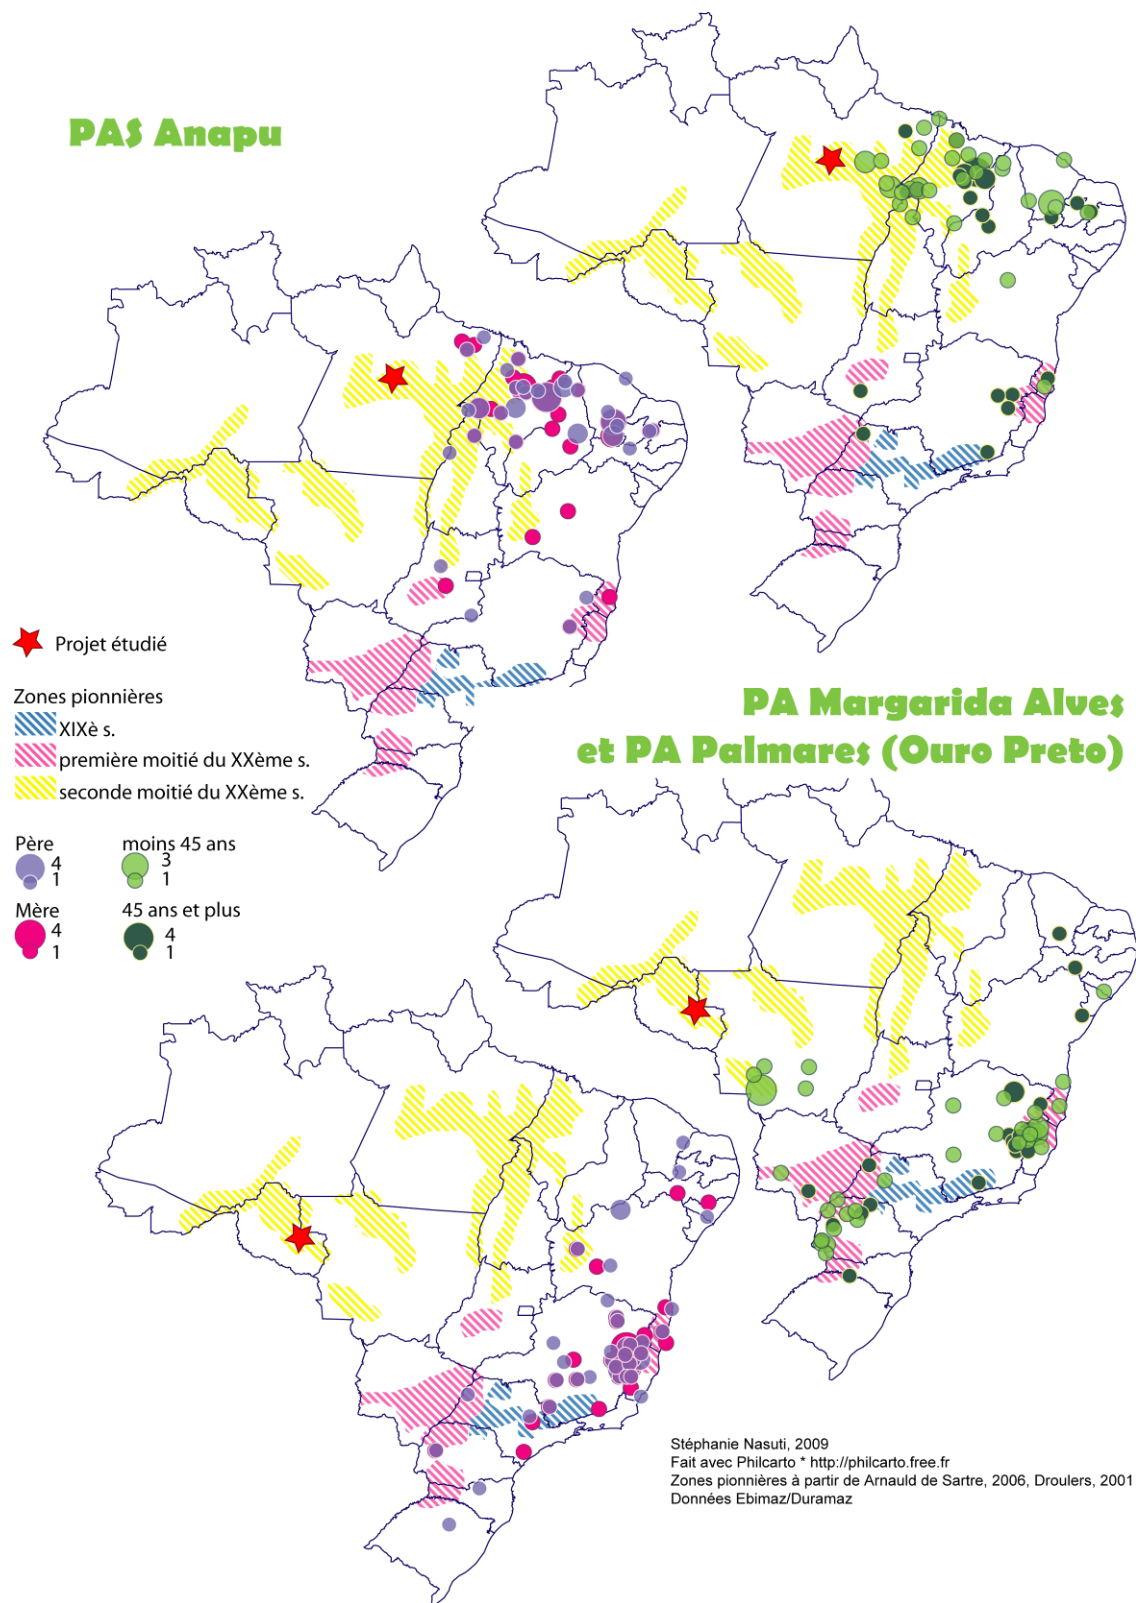 PAS Anapu
Projet étudié
Zones pionnières
XIXè s.
première moitié du XXème s.
seconde moitié du XXème s.
Père
4
1
moins 45 ans
3
1
Mère
4
1
45 ans et plus
4
1
PA Margarida Alves
et PA Palmares (Ouro Preto)
Stéphanie Nasuti, 2009
Fait avec Philcarto * http://philcarto.free.fr
Zones pionnières à partir de Arnauld de Sartre, 2006, Droulers, 2001
Données Ebimaz/Duramaz